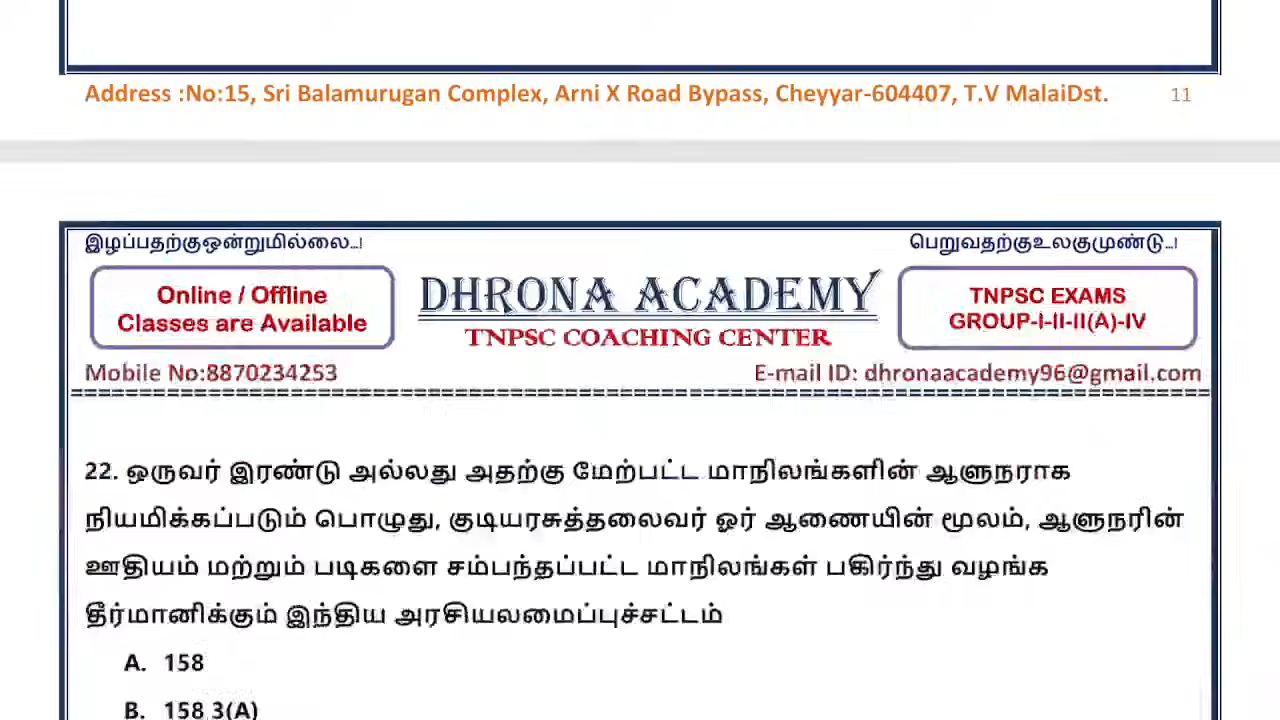 Address :No:15, Sri Balamurugan Complex, Arni X Road Bypass, Cheyyar-604407, T.V MalaiDst. 11
இழப்பதற்குஒன்றுமில்லை...! பெறுவதற்குஉலகுமுண்டு...!
Online / Offline
Classes are Available
DHRONA ACADEMY
TNPSC COACHING CENTER
TNPSC EXAMS
GROUP-I-II-II(A)-IV
Mobile No:8870234253 E-mail ID: dhronaacademy96@gmail.com
22. ஒருவர் இரண்டு அல்லது அதற்கு மேற்பட்ட மாநிலங்களின் ஆளுநராக
நியமிக்கப்படும் பொழுது, குடியரசுத்தலைவர் ஓர் ஆணையின் மூலம், ஆளுநரின்
ஊதியம் மற்றும் படிகளை சம்பந்தப்பட்ட மாநிலங்கள் பகிர்ந்து வழங்க
தீர்மானிக்கும் இந்திய அரசியலமைப்புச்சட்டம்
A. 158
B. 158 3(A)